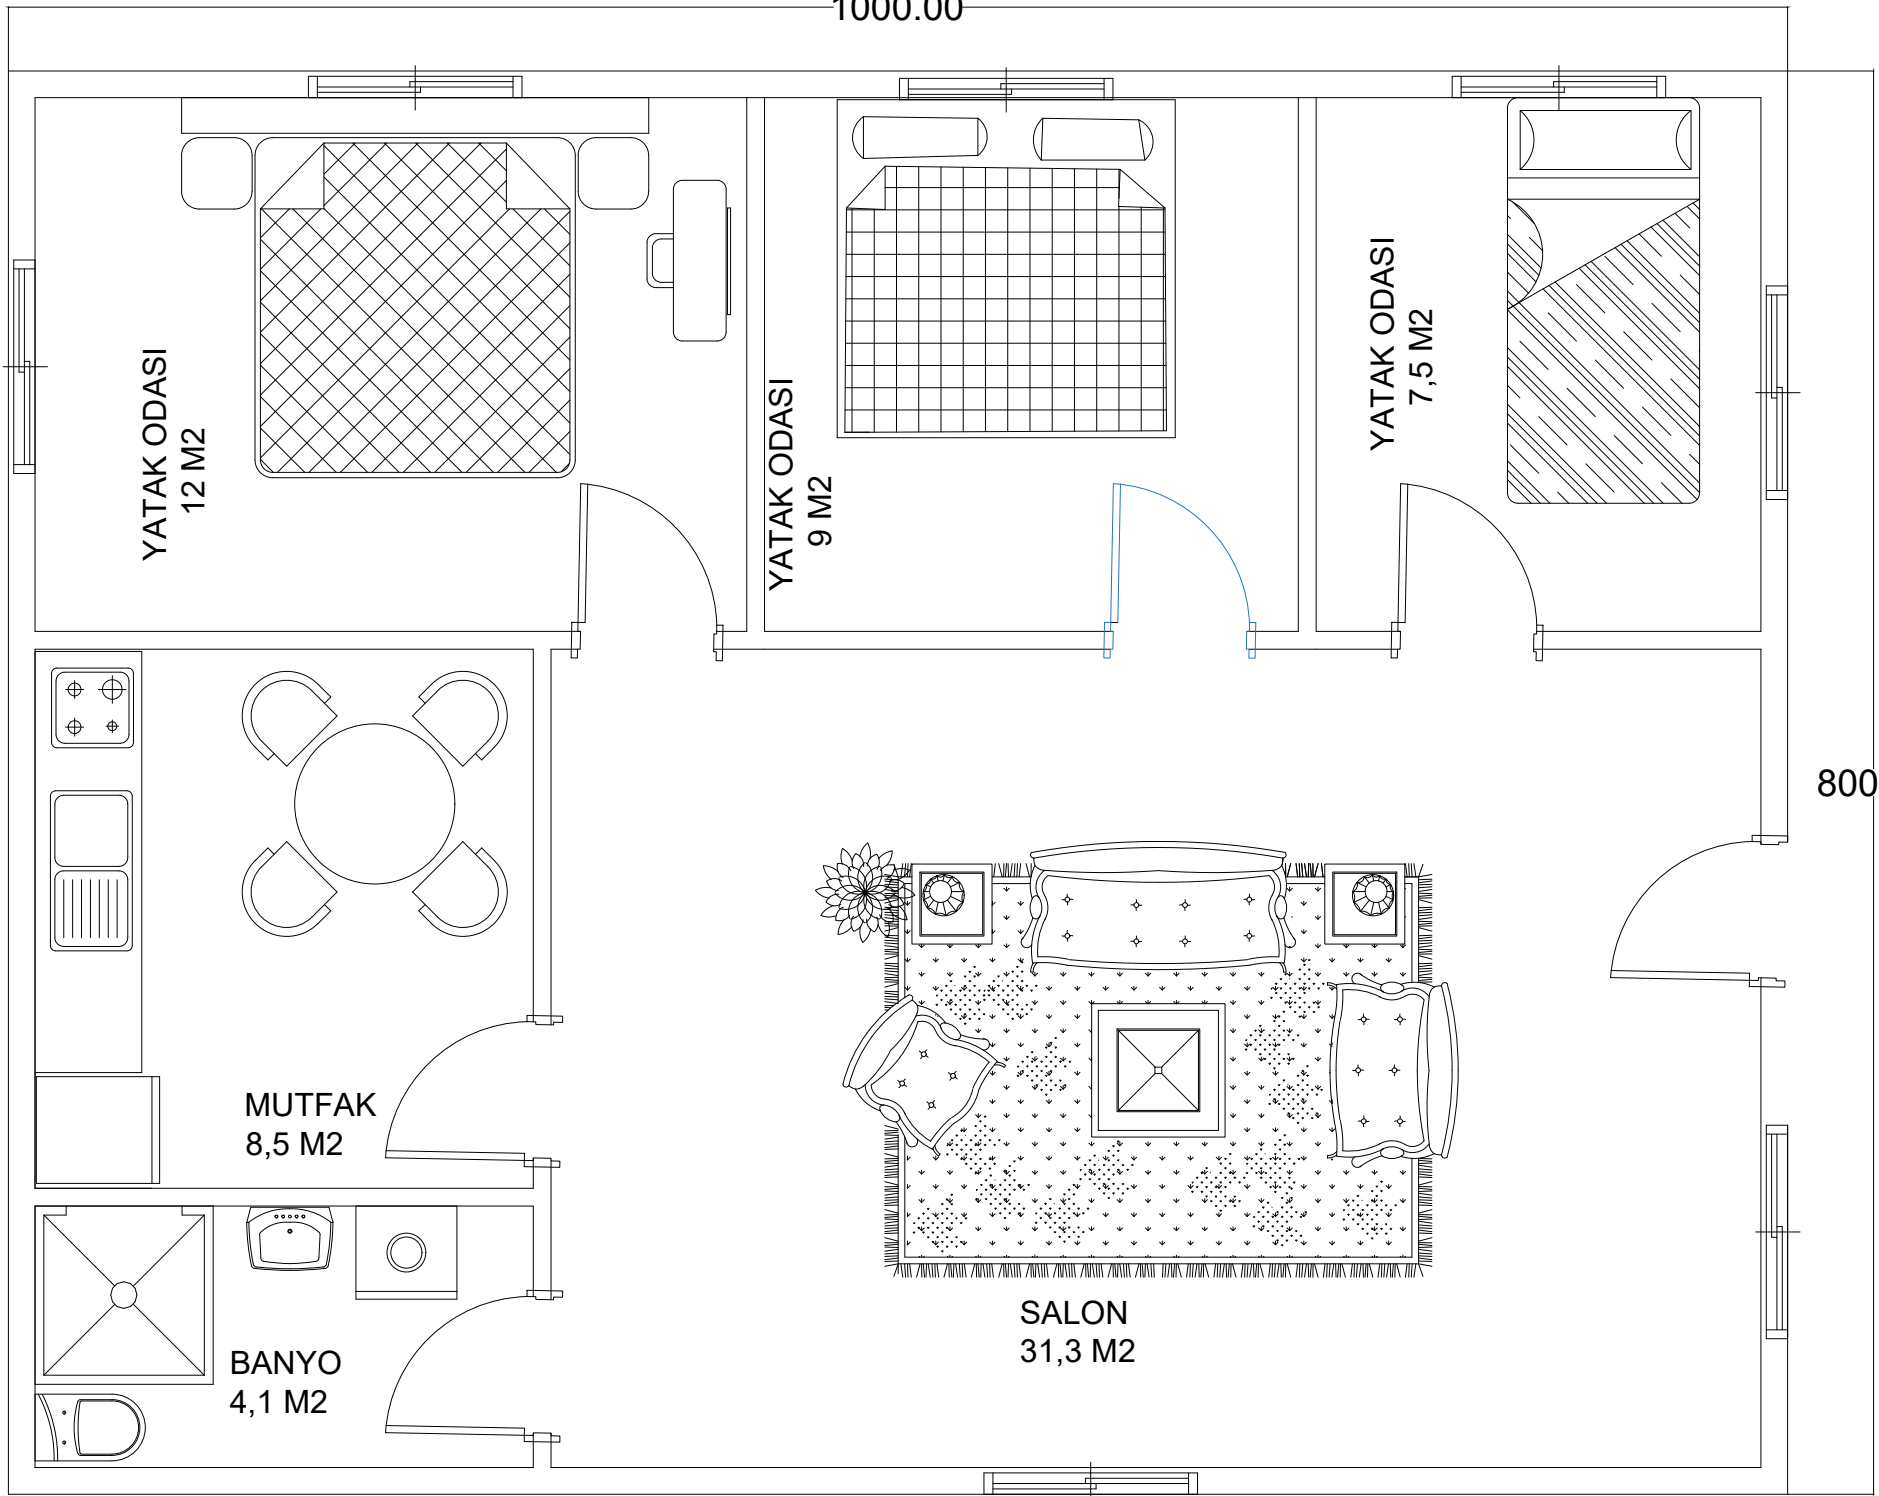 1000.00
YATAK ODASI
12 M2
YATAK ODASI
9 M2
YATAK ODASI
7,5 M2
800
MUTFAK
8,5 M2
SALON
31,3 M2
BANYO
4,1 M2